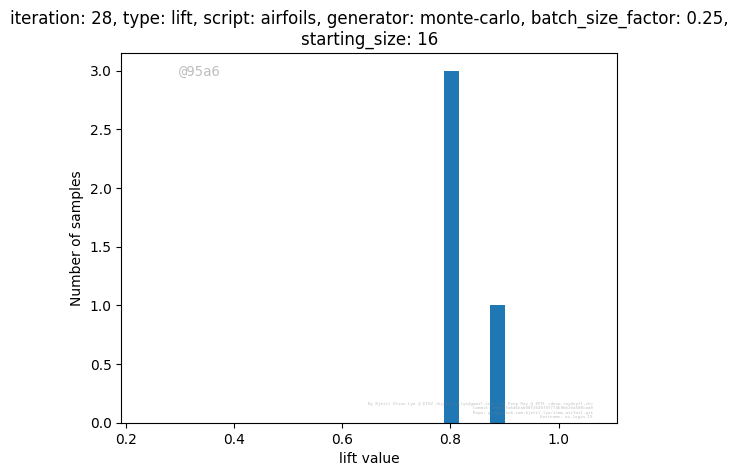 iteration: 28, type: lift, script: airfoils, generator: monte-carlo, batch_size_factor: 0.25,
starting_size: 16
@95a6
3.0
2.5
2.0
1.5
1.0
0.5
0.0
Number of samples
0.2 0.4 0.6 0.8 1.0
lift value